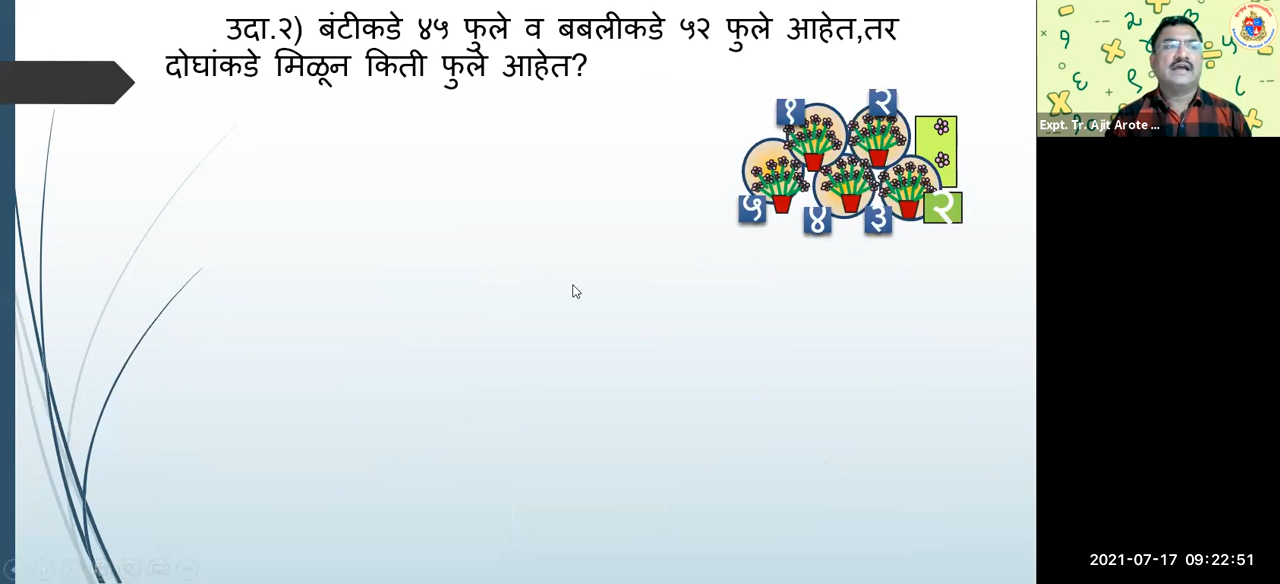 उदा.२) बंटीकडे ४५ फुले व बबलीकडे ५२ फुले आहेत,तर
दोघांकडे मिळून किती फुले आहेत?
१ २
५ ४ ३ २
Expt. Tr. Ajit Arote ...
2021-07-17 09:22:51